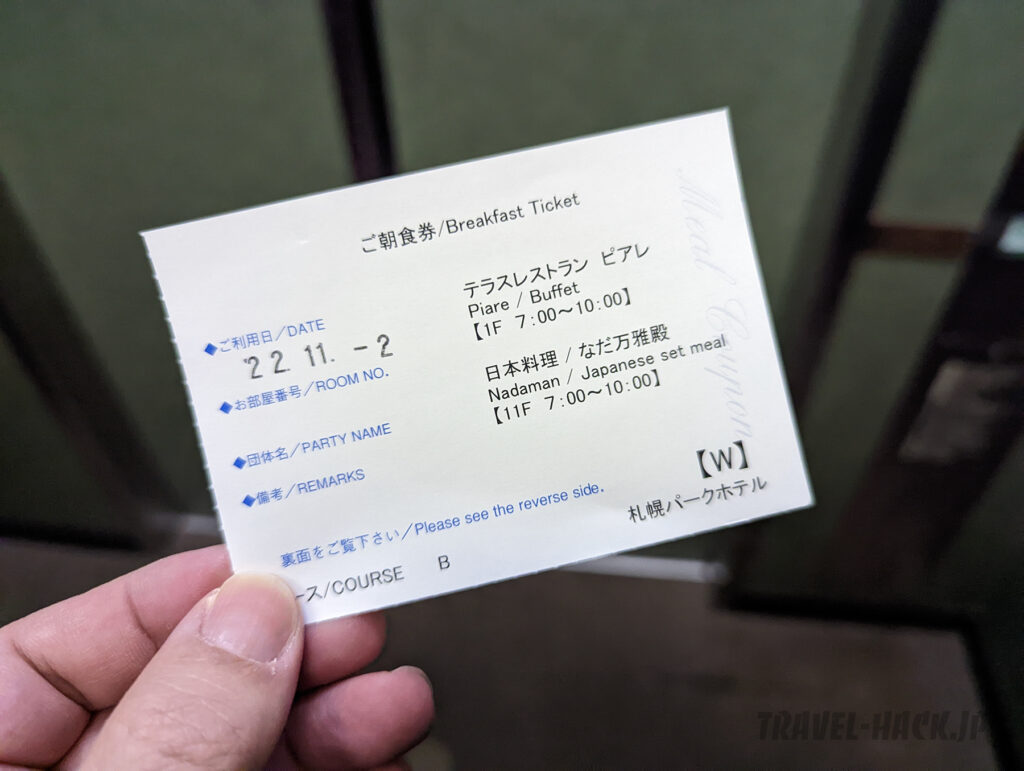 ご朝食券/Breakfast Ticket
◆ご利用日/DATE
'22.11.-2
◆お部屋番号/ROOM NO.
◆団体名/PARTY NAME
◆備考/REMARKS
テラスレストラン ピアレ
Piare / Buffet
【1F 7:00～10:00】
日本料理 / なだ万雅殿
Nadaman / Japanese set meal
【11F 7:00～10:00】
Meal Coupon
【W】
札幌パークホテル
裏面をご覧下さい/Please see the reverse side.
ース/COURSE B
TRAVEL-HACK.JP